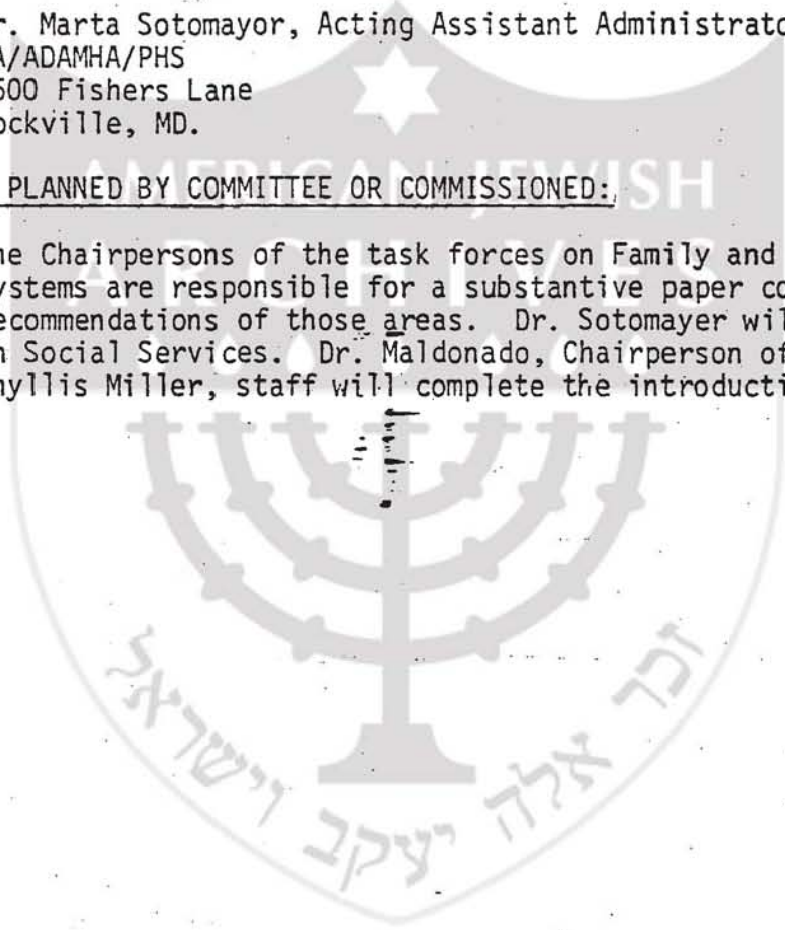 r. Marta Sotomayor, Acting Assistant Administrato
A/ADAMHA/PHS
600 Fishers Lane
ockville, MD.
PLANNED BY COMMITTEE OR COMMISSIONED:
he Chairpersons of the task forces on Family and
ystems are responsible for a substantive paper co
ecommendations of those areas. Dr. Sotomayer wil
n Social Services. Dr. Maldonado, Chairperson of
hyllis Miller, staff will complete the introducti
AMERICAN JEWISH
ARCHIVES
זכר אלה יעקב וישראל